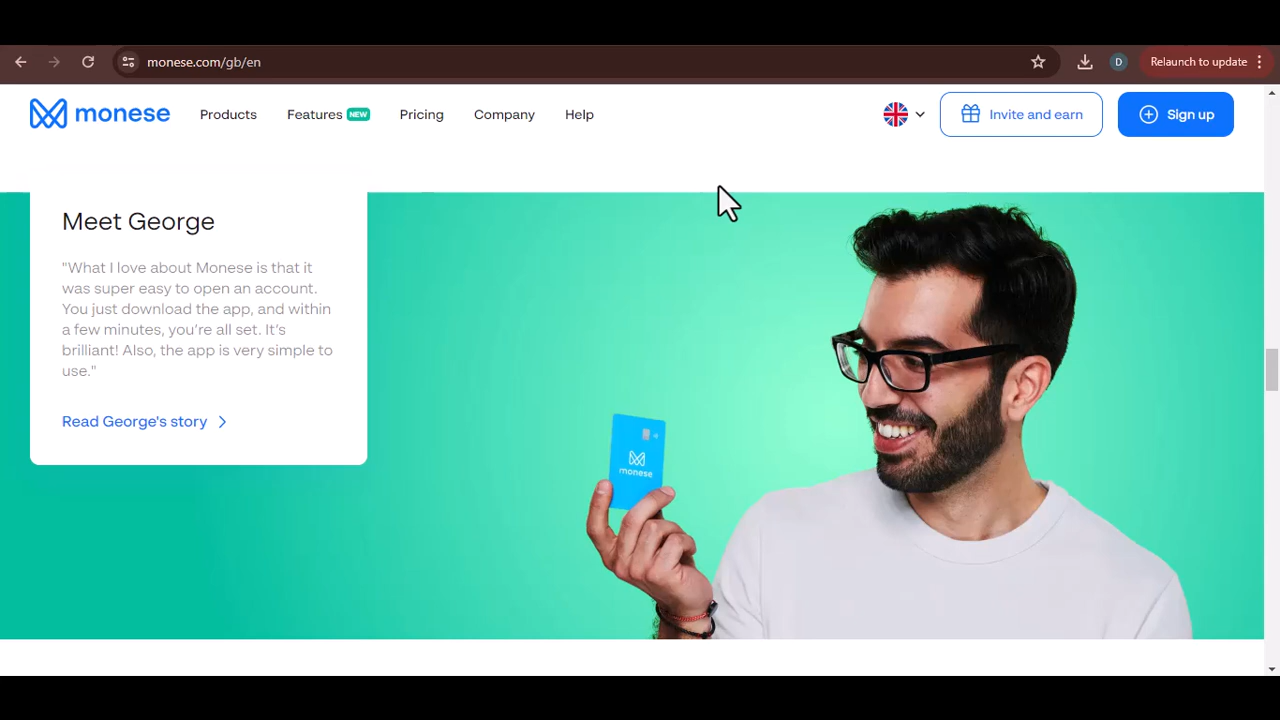 monese.com/gb/en
D
Relaunch to update
monese
Products
Features NEW
Pricing
Company
Help
Invite and earn
Sign up
Meet George
"What I love about Monese is that it
was super easy to open an account.
You just download the app, and within
a few minutes, you're all set. It's
brilliant! Also, the app is very simple to
use."
Read George's story
monese